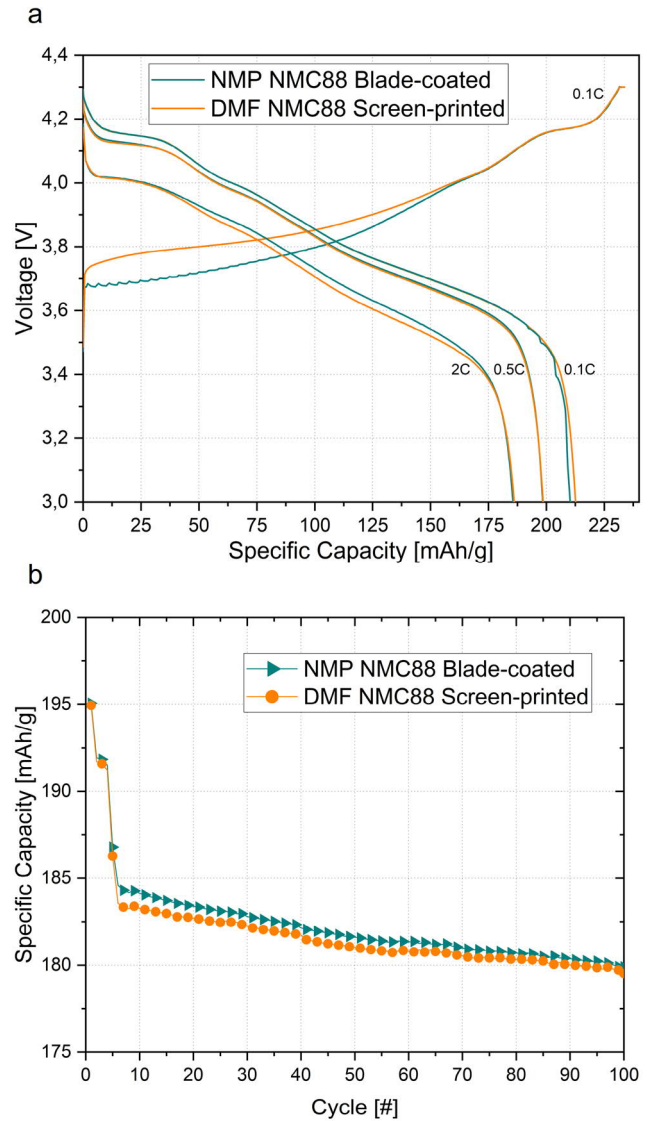 a
4,4
4,2
4,0
3,8
3,6
3,4
3,2
3,0
Voltage [V]
NMP NMC88 Blade-coated
DMF NMC88 Screen-printed
0.1C
2C
0.5C
0.1C
0
25
50
75
100
125
150
175
200
225
Specific Capacity [mAh/g]
b
200
195
190
185
180
175
Specific Capacity [mAh/g]
NMP NMC88 Blade-coated
DMF NMC88 Screen-printed
0
10
20
30
40
50
60
70
80
90
100
Cycle [#]